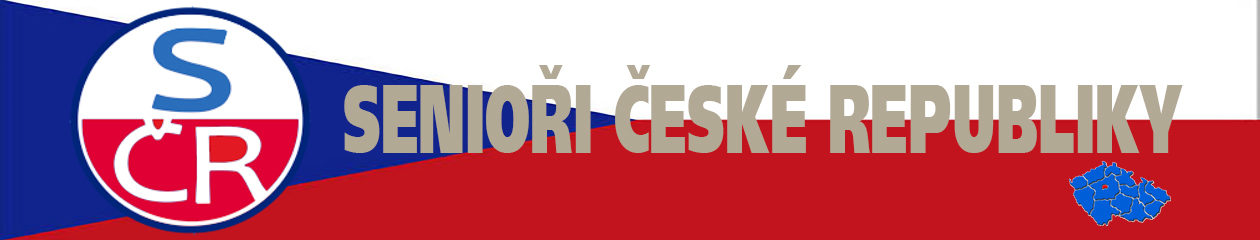 S
ČR
SENIOŘI ČESKÉ REPUBLIKY